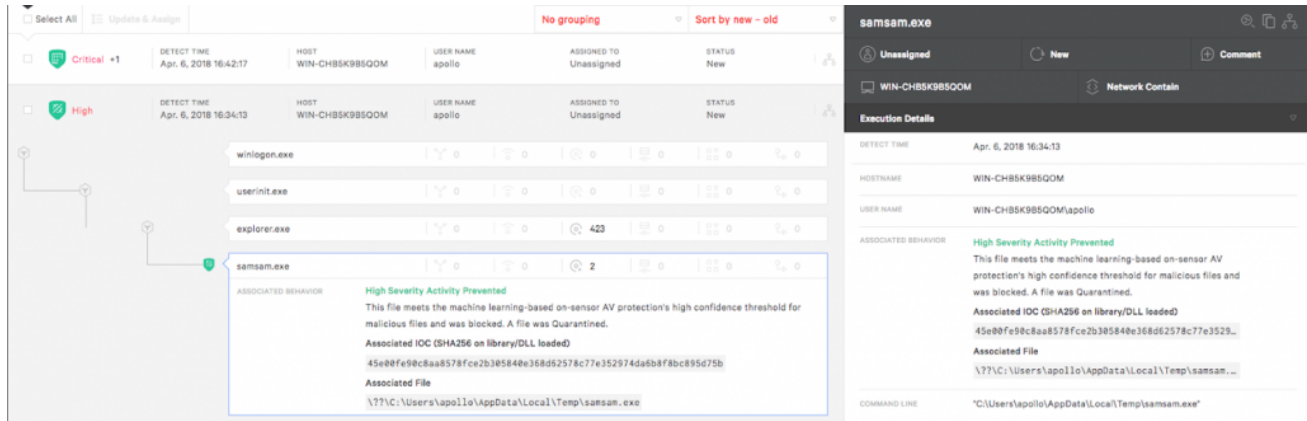 Select All
Update & Assign
No grouping
Sort by new – old
Critical +1
DETECT TIME
Apr. 6, 2018 16:42:17
HOST
WIN-CHB5K9B5QOM
USER NAME
apollo
ASSIGNED TO
Unassigned
STATUS
New
High
DETECT TIME
Apr. 6, 2018 16:34:13
HOST
WIN-CHB5K9B5QOM
USER NAME
apollo
ASSIGNED TO
Unassigned
STATUS
New
winlogon.exe 0 0 0 0 0 0
userinit.exe 0 0 0 0 0 0
explorer.exe 0 0 423 0 0 0
samsam.exe 0 0 2 0 0 0
ASSOCIATED BEHAVIOR
High Severity Activity Prevented
This file meets the machine learning-based on-sensor AV protection's high confidence threshold for
malicious files and was blocked. A file was Quarantined.
Associated IOC (SHA256 on library/DLL loaded)
45e00fe90c8aa8578fce2b305840e368d62578c77e352974da6b8f8bc895d75b
Associated File
\??\C:\Users\apollo\AppData\Local\Temp\samsam.exe
samsam.exe
Unassigned
New
Comment
WIN-CHB5K9B5QOM
Network Contain
Execution Details
DETECT TIME
Apr. 6, 2018 16:34:13
HOSTNAME
WIN-CHB5K9B5QOM
USER NAME
WIN-CHB5K9B5QOM\apollo
ASSOCIATED BEHAVIOR
High Severity Activity Prevented
This file meets the machine learning-based on-sensor AV
protection's high confidence threshold for malicious files and
was blocked. A file was Quarantined.
Associated IOC (SHA256 on library/DLL loaded)
45e00fe90c8aa8578fce2b305840e368d62578c77e3529…
Associated File
\??\C:\Users\apollo\AppData\Local\Temp\samsam.…
COMMAND LINE
"C:\Users\apollo\AppData\Local\Temp\samsam.exe"